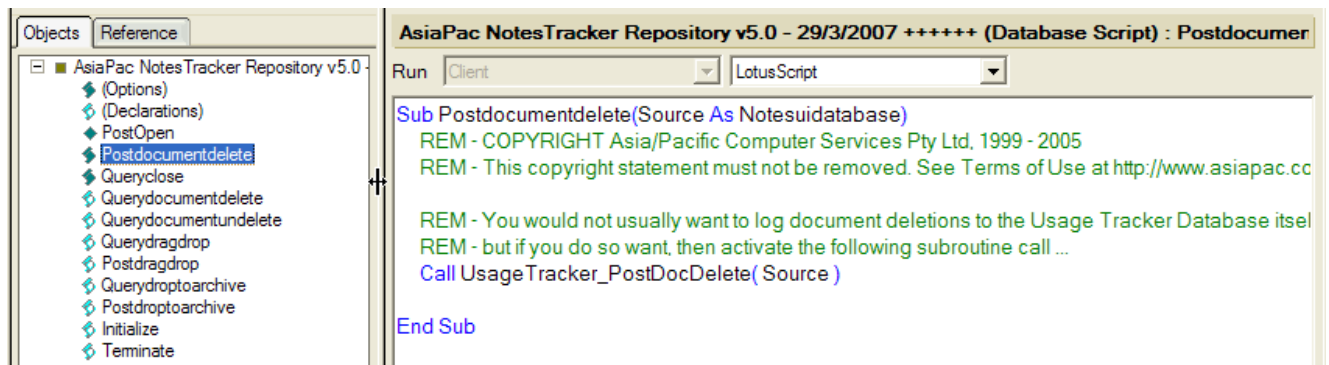 Objects Reference
AsiaPac NotesTracker Repository v5.0 -
(Options)
(Declarations)
PostOpen
Postdocumentdelete
Queryclose
Querydocumentdelete
Querydocumentundelete
Querydragdrop
Postdragdrop
Querydroptoarchive
Postdroptoarchive
Initialize
Terminate
AsiaPac NotesTracker Repository v5.0 - 29/3/2007 ++++++ (Database Script) : Postdocumen
Run Client LotusScript
Sub Postdocumentdelete(Source As Notesuidatabase)
REM - COPYRIGHT Asia/Pacific Computer Services Pty Ltd, 1999 - 2005
REM - This copyright statement must not be removed. See Terms of Use at http://www.asiapac.co
REM - You would not usually want to log document deletions to the Usage Tracker Database itsel
REM - but if you do so want, then activate the following subroutine call ...
Call UsageTracker_PostDocDelete( Source )
End Sub